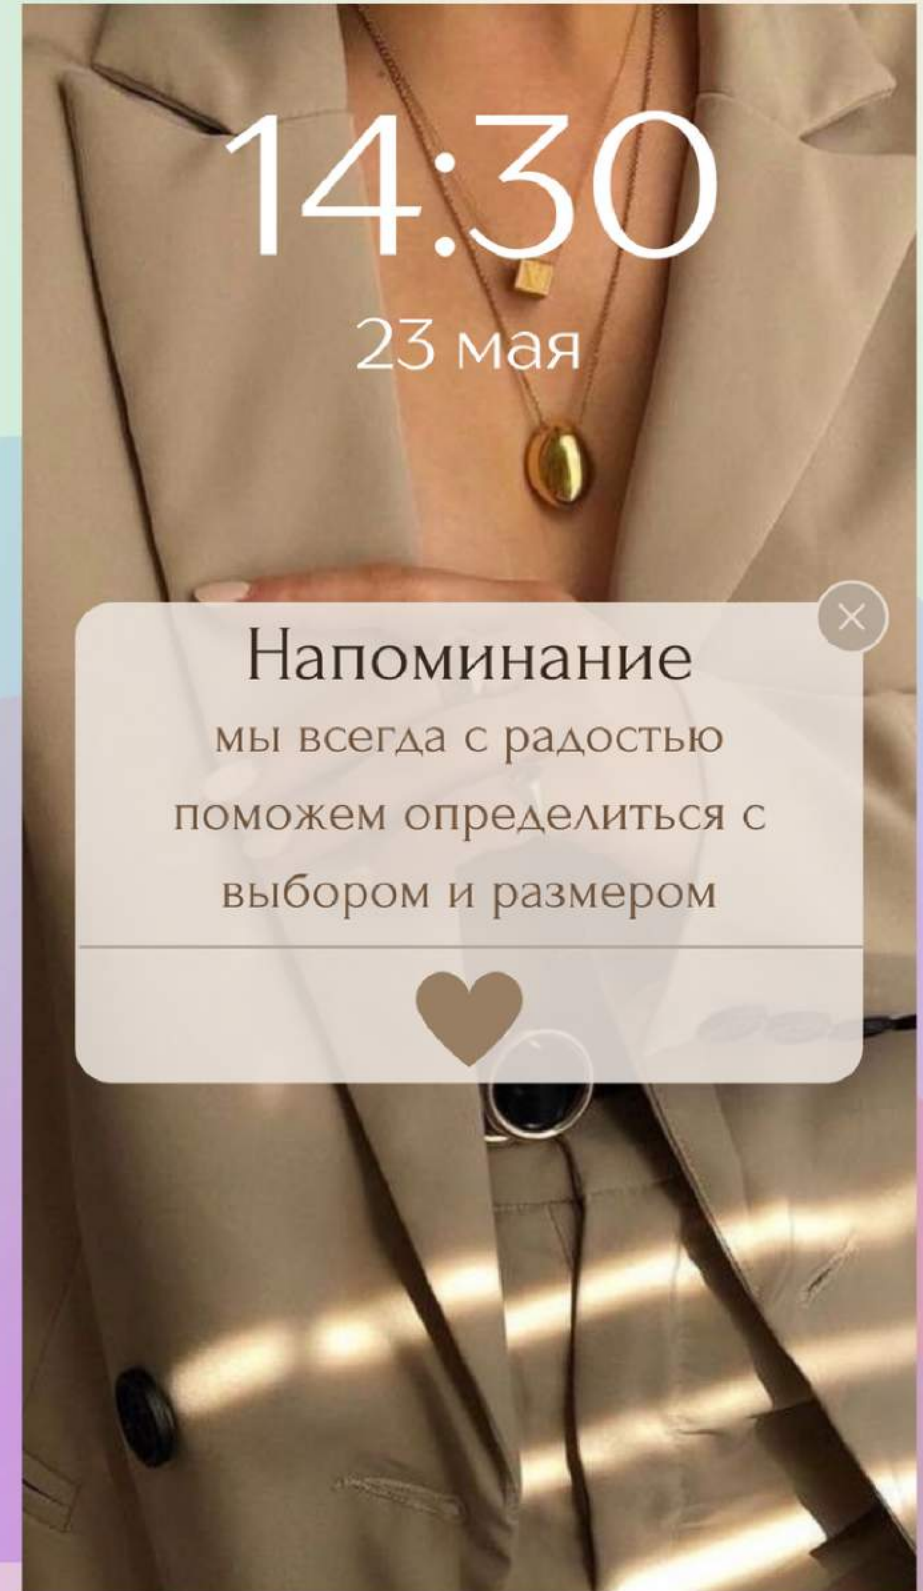 14:30
23 мая
Напоминание
мы всегда с радостью
поможем определиться с
выбором и размером